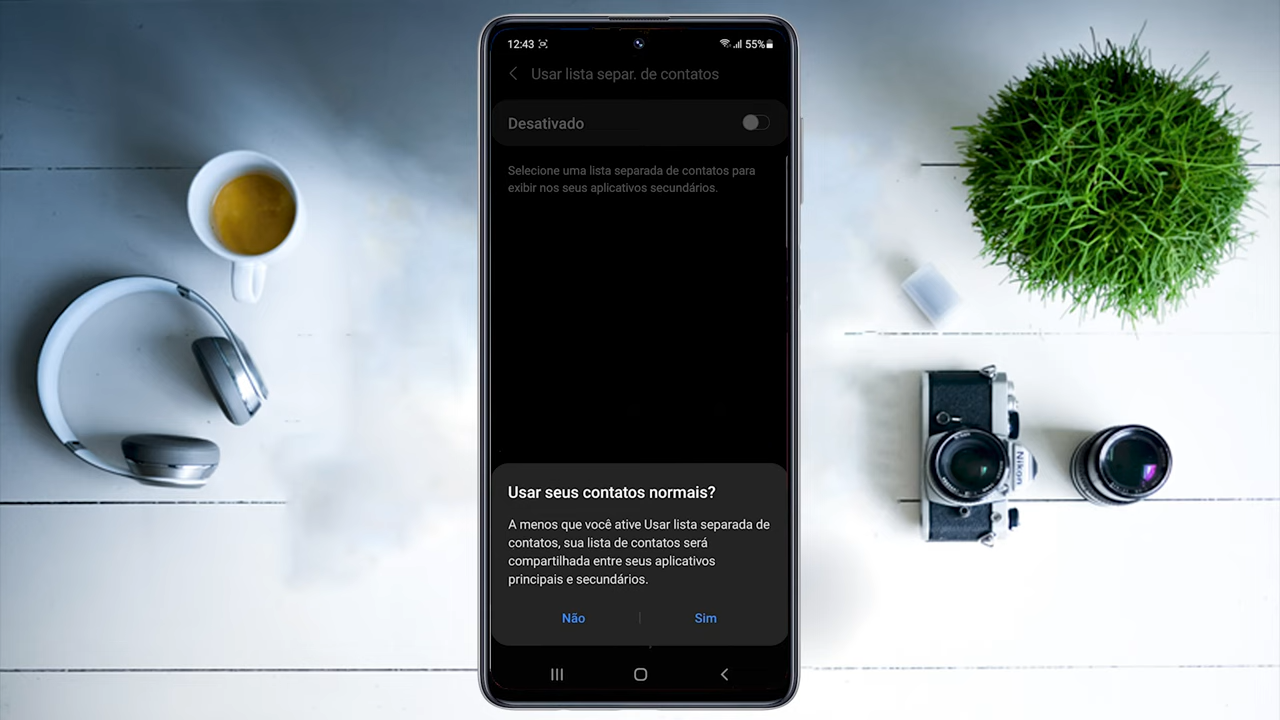 12:43
55%
Usar lista separ. de contatos
Desativado
Selecione uma lista separada de contatos para
exibir nos seus aplicativos secundários.
Usar seus contatos normais?
A menos que você ative Usar lista separada de
contatos, sua lista de contatos será
compartilhada entre seus aplicativos
principais e secundários.
Não
Sim
Nikon